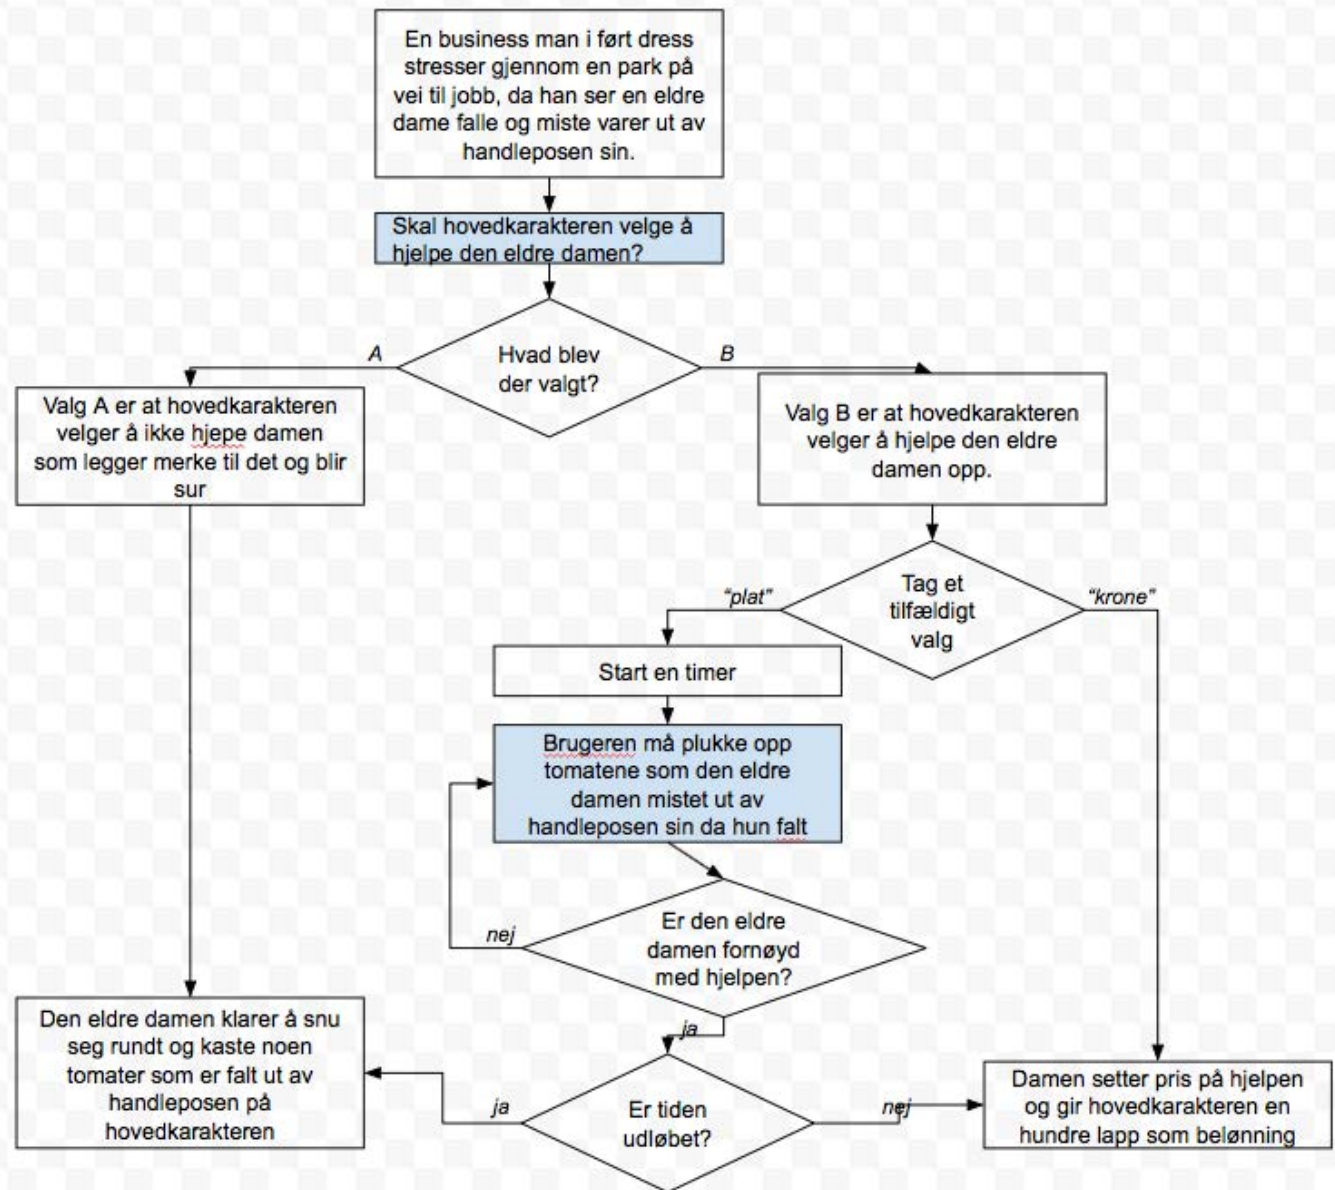 En business man i ført dress
stresser gjennom en park på
vei til jobb, da han ser en eldre
dame falle og miste varer ut av
handleposen sin.
Skal hovedkarakteren velge å
hjelpe den eldre damen?
Hvad blev
der valgt?
A
B
Valg A er at hovedkarakteren
velger å ikke hjepe damen
som legger merke til det og blir
sur
Valg B er at hovedkarakteren
velger å hjelpe den eldre
damen opp.
Tag et
tilfældigt
valg
"plat"
"krone"
Start en timer
Brugeren må plukke opp
tomatene som den eldre
damen mistet ut av
handleposen sin da hun falt
Er den eldre
damen fornøyd
med hjelpen?
nej
ja
Den eldre damen klarer å snu
seg rundt og kaste noen
tomater som er falt ut av
handleposen på
hovedkarakteren
Er tiden
udløbet?
ja
nej
Damen setter pris på hjelpen
og gir hovedkarakteren en
hundre lapp som belønning